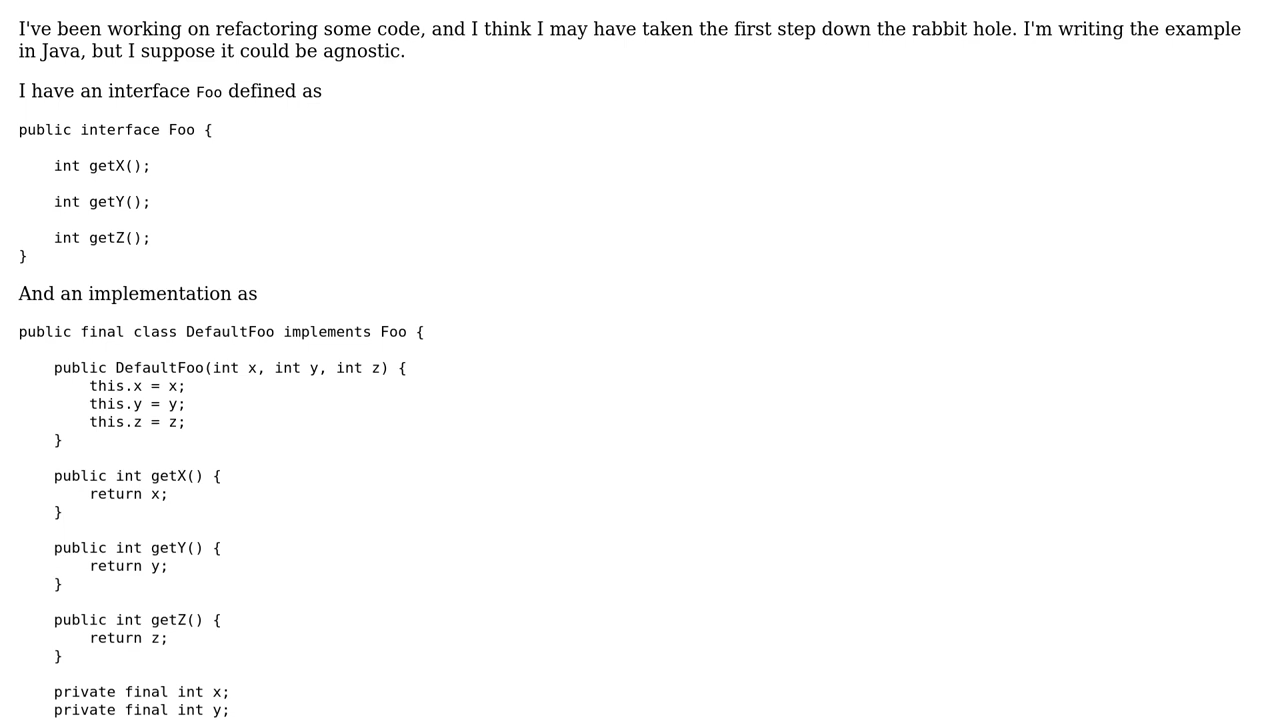 I've been working on refactoring some code, and I think I may have taken the first step down the rabbit hole. I'm writing the example
in Java, but I suppose it could be agnostic.
I have an interface Foo defined as
public interface Foo {
    int getX();
    int getY();
    int getZ();
}
And an implementation as
public final class DefaultFoo implements Foo {
    public DefaultFoo(int x, int y, int z) {
        this.x = x;
        this.y = y;
        this.z = z;
    }
    public int getX() {
        return x;
    }
    public int getY() {
        return y;
    }
    public int getZ() {
        return z;
    }
    private final int x;
    private final int y;